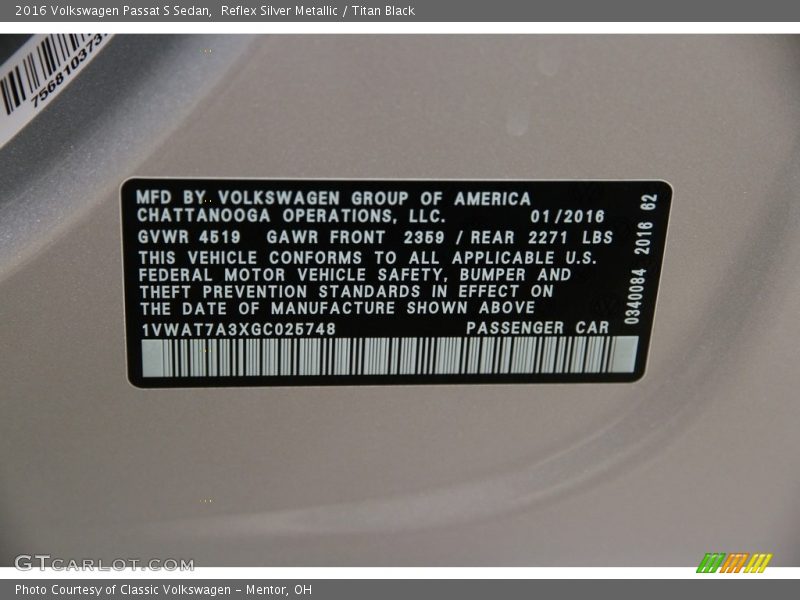 2016 Volkswagen Passat S Sedan, Reflex Silver Metallic / Titan Black
7568103737
MFD BY VOLKSWAGEN GROUP OF AMERICA
CHATTANOOGA OPERATIONS, LLC. 01/2016
GVWR 4519 GAWR FRONT 2359 / REAR 2271 LBS
THIS VEHICLE CONFORMS TO ALL APPLICABLE U.S.
FEDERAL MOTOR VEHICLE SAFETY, BUMPER AND
THEFT PREVENTION STANDARDS IN EFFECT ON
THE DATE OF MANUFACTURE SHOWN ABOVE
1VWAT7A3XGC025748 PASSENGER CAR
0340084 2016 62
GTCARLOT.COM
Photo Courtesy of Classic Volkswagen - Mentor, OH